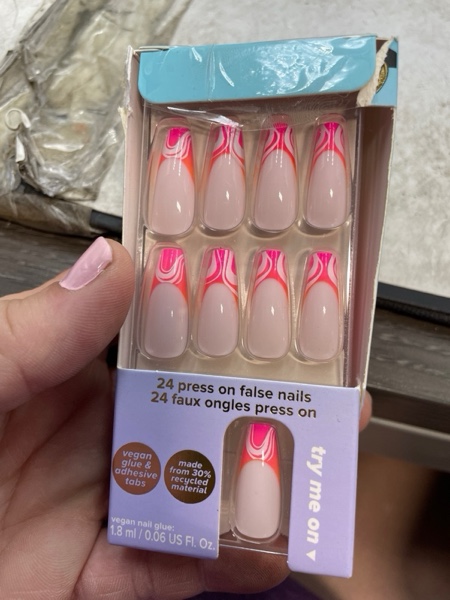 24 press on false nails
24 faux ongles press on
vegan
glue &
adhesive
tabs
made
from 30%
recycled
material
try me on
vegan nail glue:
1.8 ml / 0.06 US Fl. Oz.